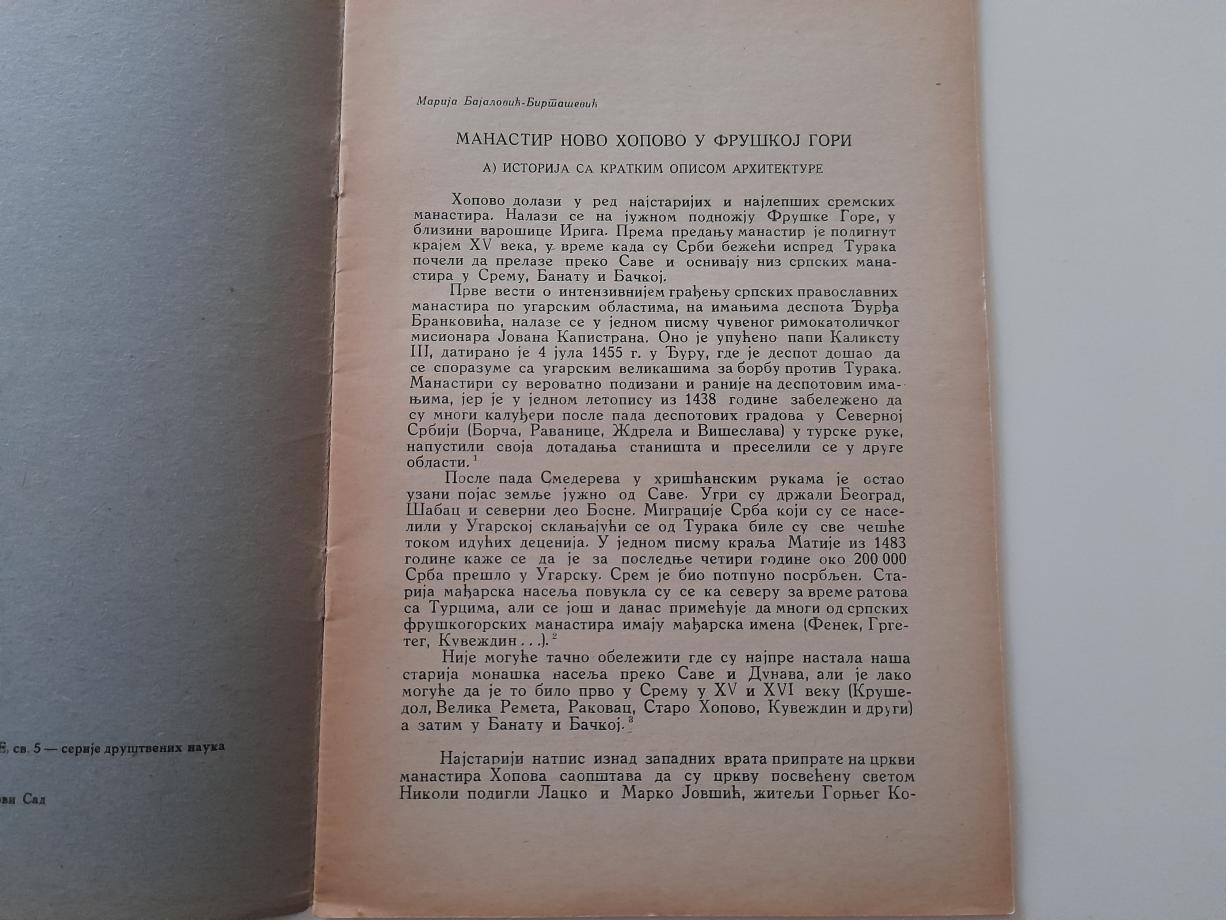 Марија Бајаловић-Бирташевић
МАНАСТИР НОВО ХОПОВО У ФРУШКОЈ ГОРИ
А) ИСТОРИЈА СА КРАТКИМ ОПИСОМ АРХИТЕКТУРЕ
Хопово долази у ред најстаријих и најлепших сремских
манастира. Налази се на јужном подножју Фрушке Горе, у
близини варошице Ирига. Према предању манастир је подигнут
крајем XV века, у време када су Срби бежећи испред Турака
почели да прелазе преко Саве и оснивају низ српских мана-
стира у Срему, Банату и Бачкој.
Прве вести о интензивнијем грађењу српских православних
манастира по угарским областима, на имањима деспота Ђурђа
Бранковића, налазе се у једном писму чувеног римокатоличког
мисионара Јована Капистрана. Оно је упућено папи Каликсту
III, датирано је 4 јула 1455 г. у Ђуру, где је деспот дошао да
се споразуме са угарским великашима за борбу против Турака.
Манастири су вероватно подизани и раније на деспотовим има-
њима, јер је у једном летопису из 1438 године забележено да
су многи калуђери после пада деспотових градова у Северној
Србији (Борча, Раванице, Ждрела и Вишеслава) у турске руке,
напустили своја дотадања станишта и преселили се у друге
области.¹
После пада Смедерева у хришћанским рукама је остао
узани појас земље јужно од Саве. Угри су држали Београд,
Шабац и северни део Босне. Миграције Срба који су се насе-
лили у Угарској склањајући се од Турака биле су све чешће
током идућих деценија. У једном писму краља Матије из 1483
године каже се да је за последње четири године око 200 000
Срба прешло у Угарску. Срем је био потпуно посрбљен. Ста-
рија мађарска насеља повукла су се ка северу за време ратова
са Турцима, али се још и данас примећује да многи од српских
фрушкогорских манастира имају мађарска имена (Фенек, Грге-
тег, Кувеждин...).²
Није могуће тачно обележити где су најпре настала наша
старија монашка насеља преко Саве и Дунава, али је лако
могуће да је то било прво у Срему у XV и XVI веку (Круше-
дол, Велика Ремета, Раковац, Старо Хопово, Кувеждин и други)
а затим у Банату и Бачкој.³
Најстарији натпис изнад западних врата припрате на цркви
манастира Хопова саопштава да су цркву посвећену светом
Николи подигли Лацко и Марко Јовшић, житељи Горњег Ко-
Е, св. 5 — серије друштвених наука
ови Сад